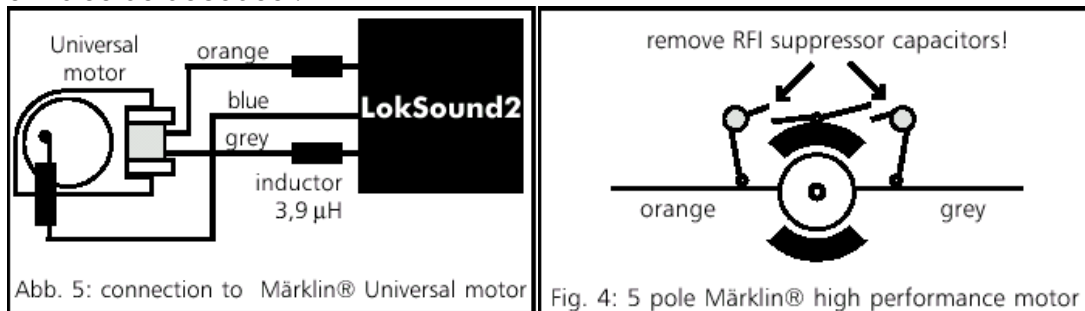 Universal
motor
orange
blue
grey
LokSound2
inductor
3,9 µH
Abb. 5: connection to Märklin® Universal motor
remove RFI suppressor capacitors!
orange
grey
Fig. 4: 5 pole Märklin® high performance motor